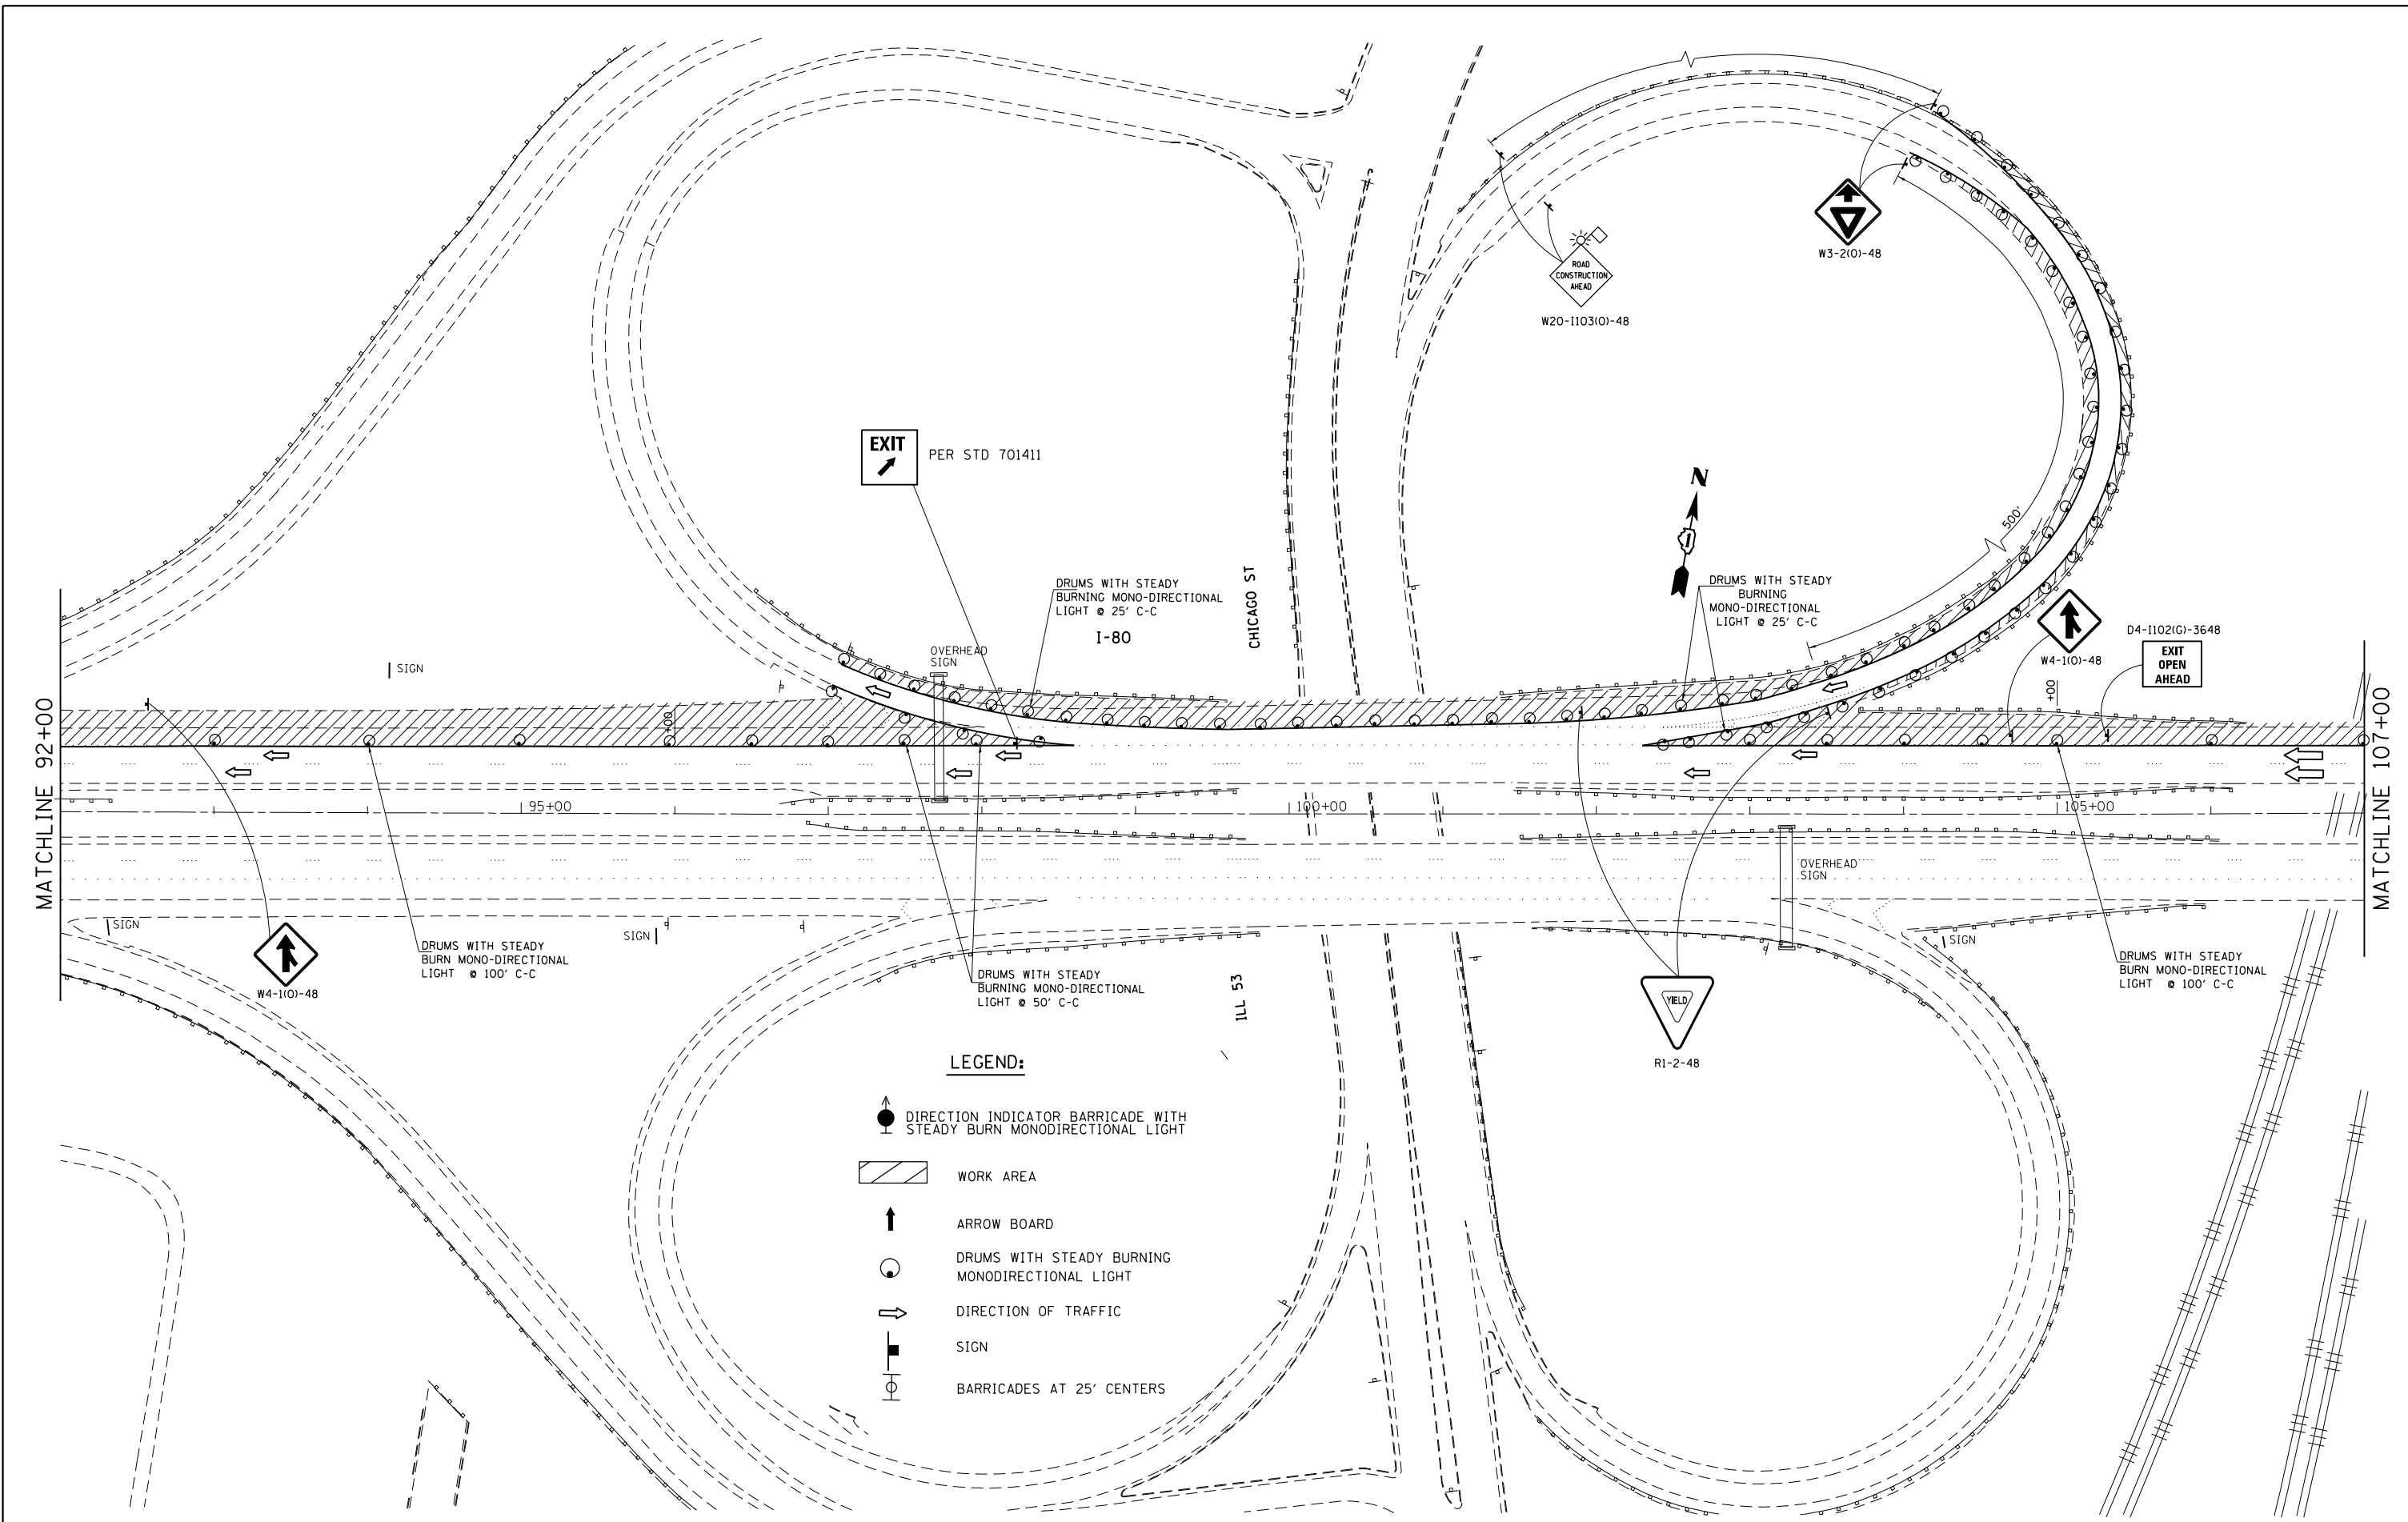 W3-2(O)-48
ROAD
CONSTRUCTION
AHEAD
W20-I103(O)-48
EXIT
PER STD 701411
N
500'
DRUMS WITH STEADY
BURNING MONO-DIRECTIONAL
LIGHT @ 25' C-C
I-80
CHICAGO ST
DRUMS WITH STEADY
BURNING
MONO-DIRECTIONAL
LIGHT @ 25' C-C
W4-1(O)-48
D4-I102(G)-3648
EXIT
OPEN
AHEAD
SIGN
OVERHEAD
SIGN
+00
+00
MATCHLINE 92+00
95+00
100+00
105+00
MATCHLINE 107+00
OVERHEAD
SIGN
SIGN
SIGN
SIGN
W4-1(O)-48
DRUMS WITH STEADY
BURN MONO-DIRECTIONAL
LIGHT @ 100' C-C
DRUMS WITH STEADY
BURNING MONO-DIRECTIONAL
LIGHT @ 50' C-C
ILL 53
YIELD
R1-2-48
DRUMS WITH STEADY
BURN MONO-DIRECTIONAL
LIGHT @ 100' C-C
LEGEND:
DIRECTION INDICATOR BARRICADE WITH
STEADY BURN MONODIRECTIONAL LIGHT
WORK AREA
ARROW BOARD
DRUMS WITH STEADY BURNING
MONODIRECTIONAL LIGHT
DIRECTION OF TRAFFIC
SIGN
BARRICADES AT 25' CENTERS